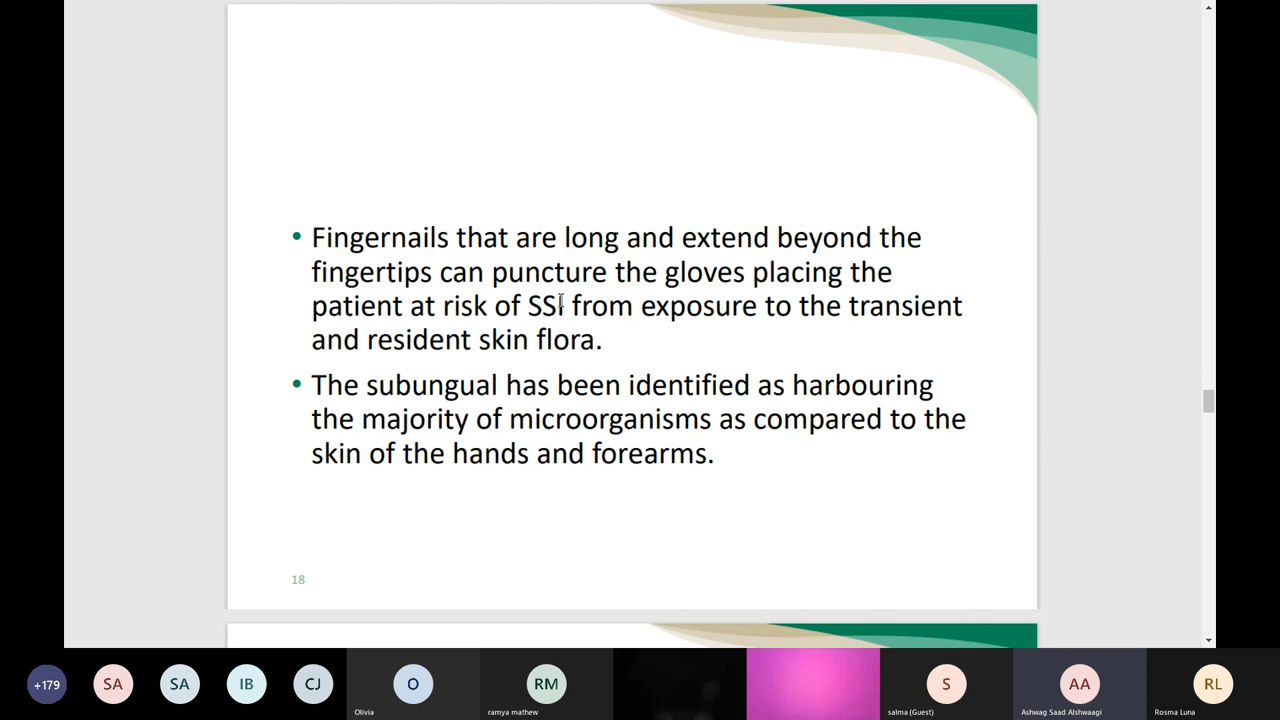 • Fingernails that are long and extend beyond the
fingertips can puncture the gloves placing the
patient at risk of SSI from exposure to the transient
and resident skin flora.
• The subungual has been identified as harbouring
the majority of microorganisms as compared to the
skin of the hands and forearms.
18
+179
SA
SA
IB
CJ
O
RM
S
AA
RL
Olivia
ramya mathew
salma (Guest)
Ashwag Saad Alshwaagi
Rosma Luna